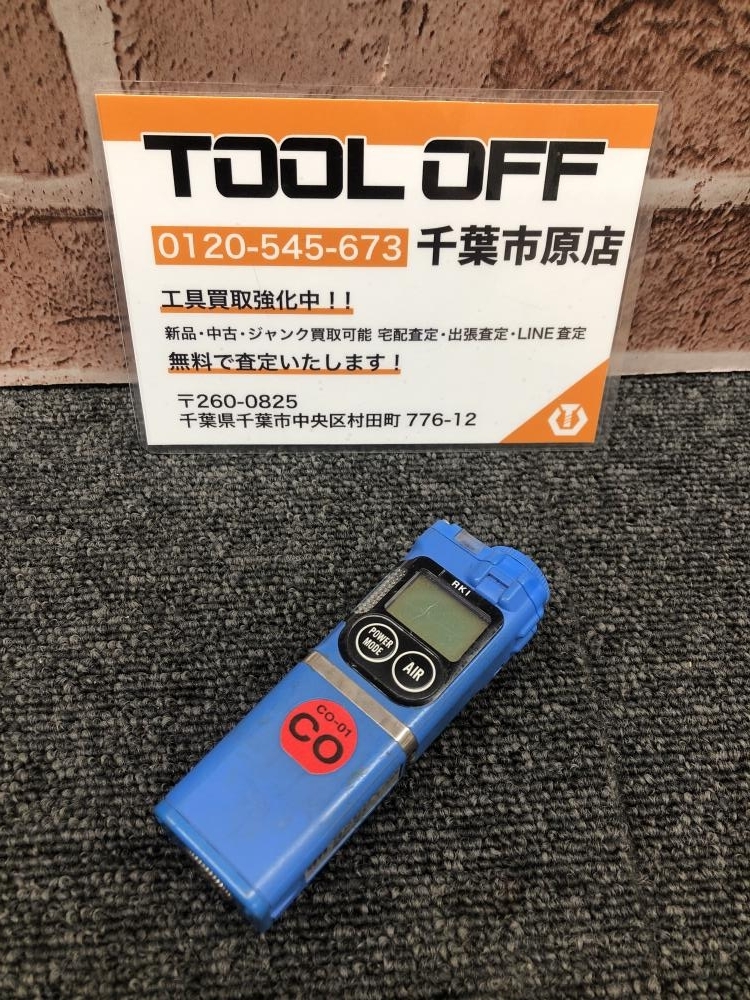 TOOL OFF
0120-545-673 千葉市原店
工具買取強化中！！
新品・中古・ジャンク買取可能 宅配査定・出張査定・LINE査定
無料で査定いたします！
〒260-0825
千葉県千葉市中央区村田町 776-12
RKI
POWER
MODE
AIR
CO-01
CO